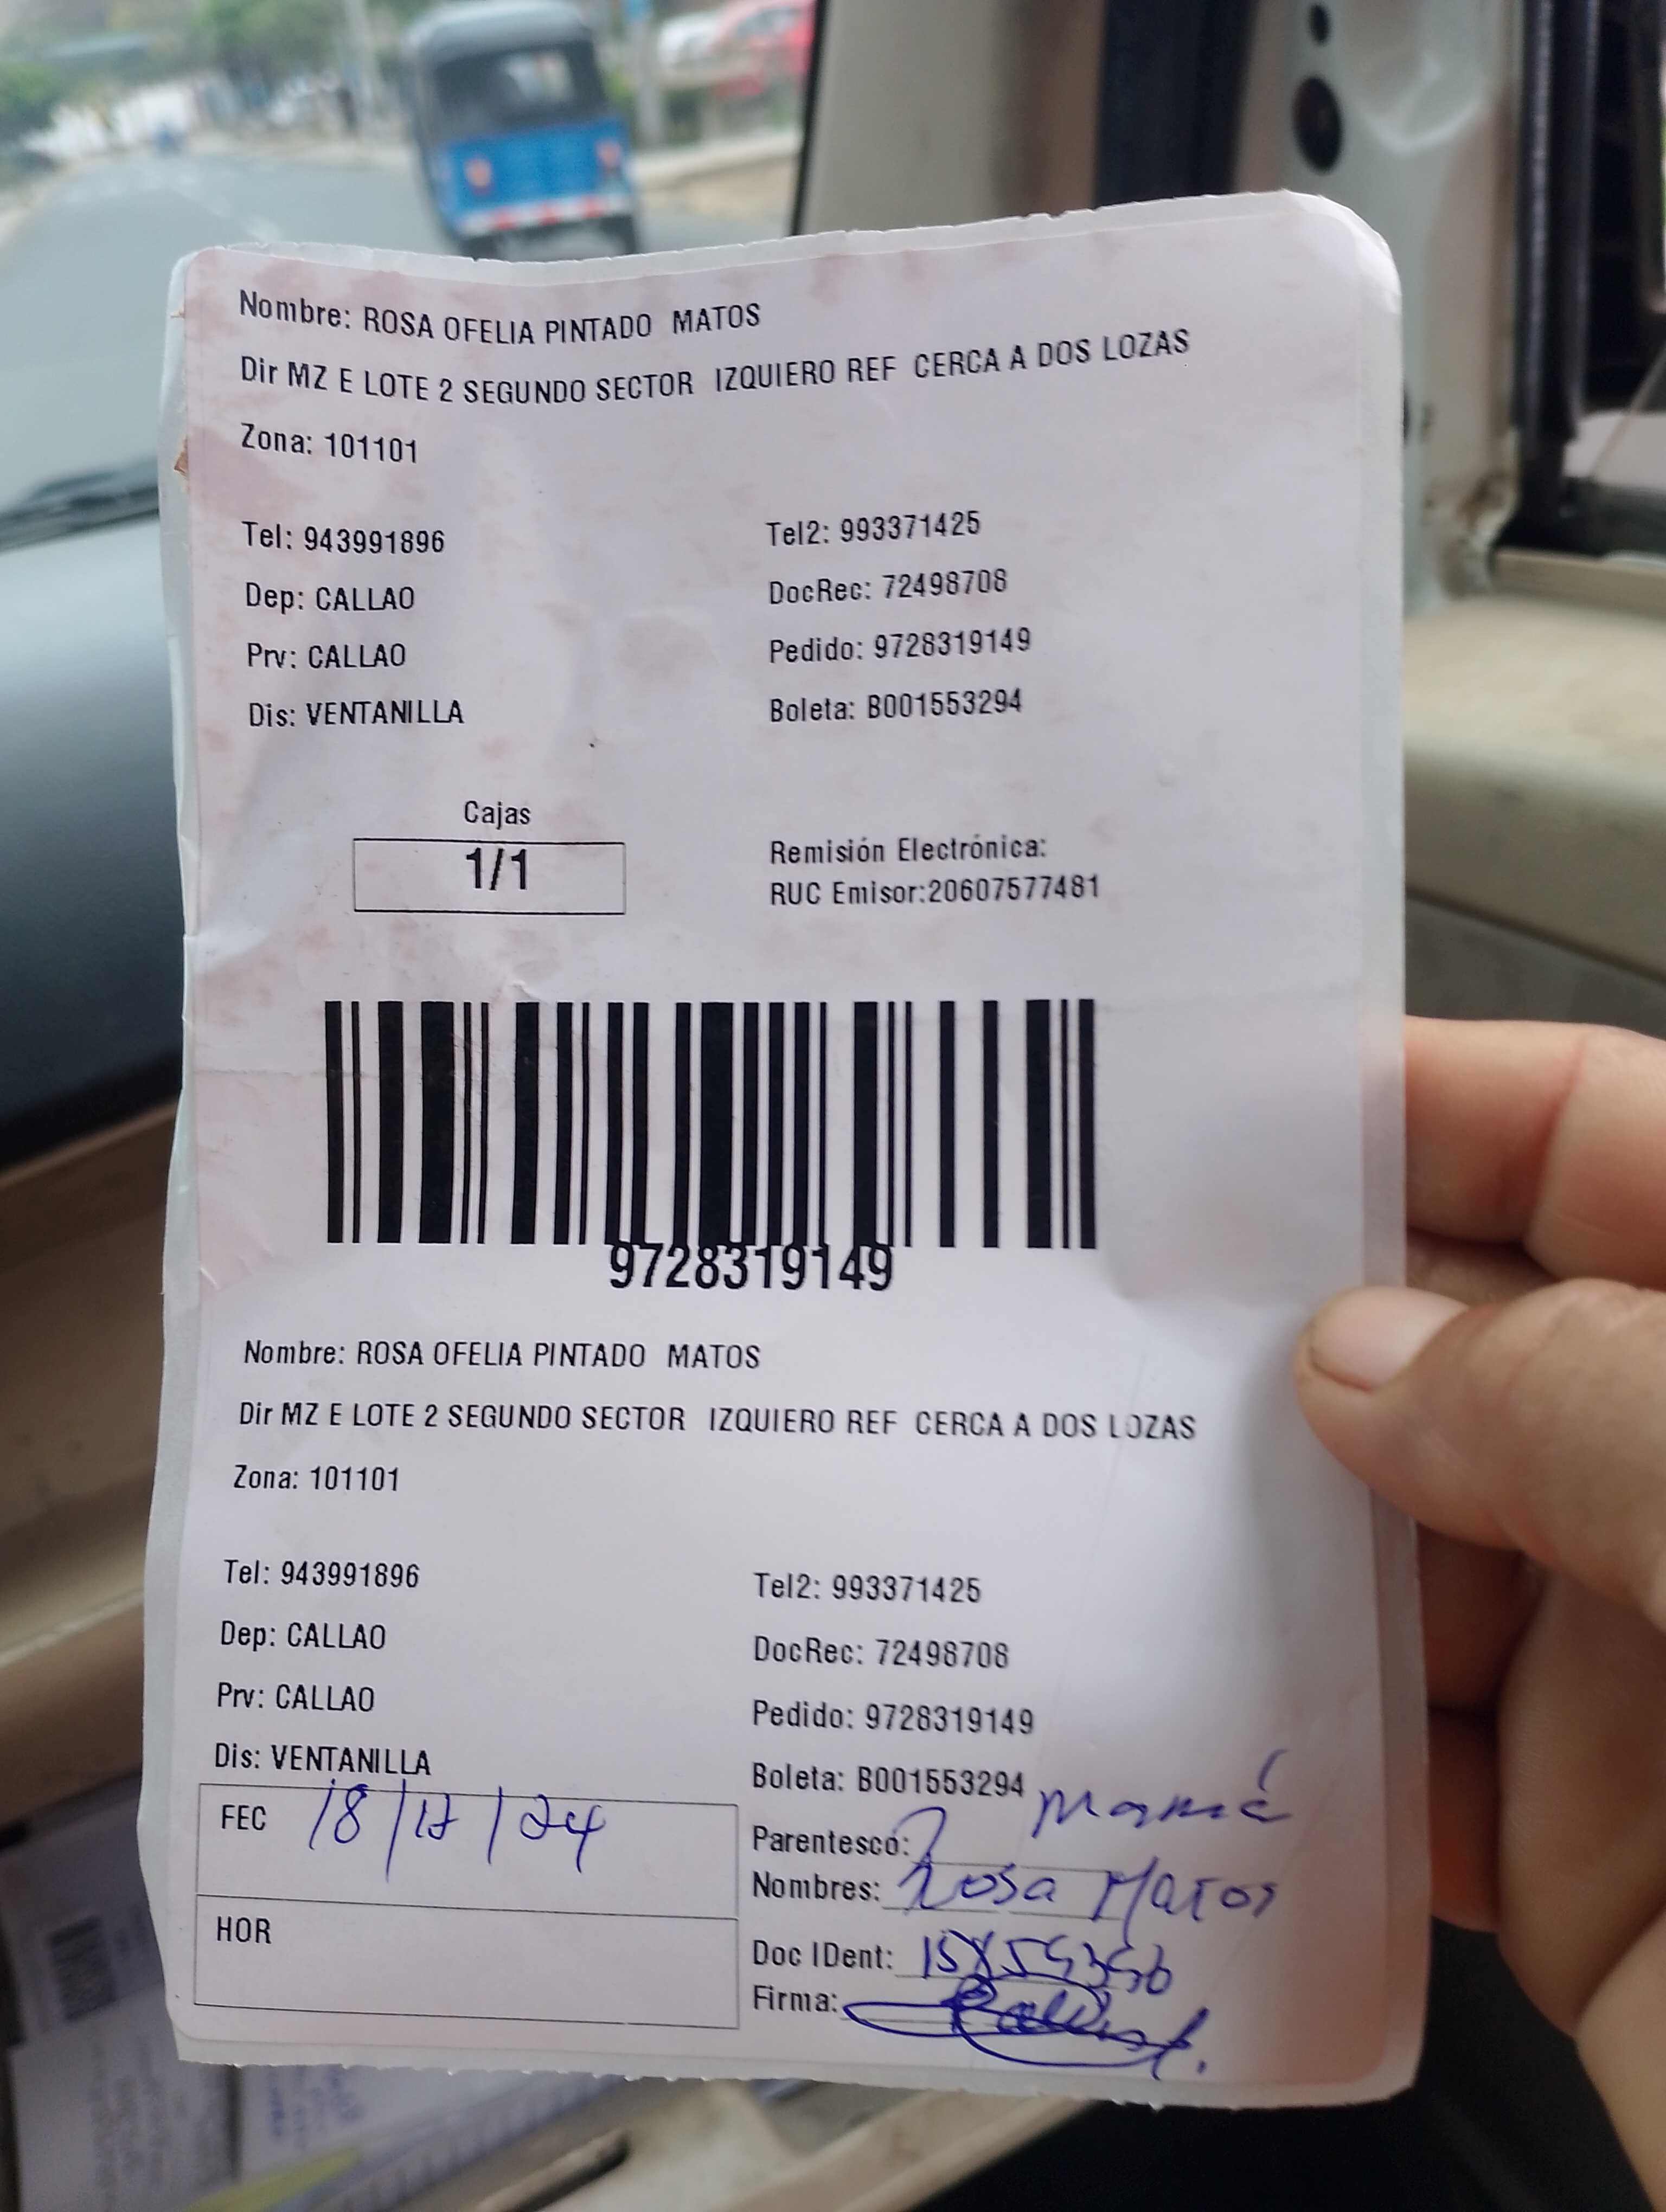 Nombre: ROSA OFELIA PINTADO MATOS
Dir MZ E LOTE 2 SEGUNDO SECTOR IZQUIERO REF CERCA A DOS LOZAS
Zona: 101101
Tel: 943991896 Tel2: 993371425
Dep: CALLAO DocRec: 72498708
Prv: CALLAO Pedido: 9728319149
Dis: VENTANILLA Boleta: B001553294
Cajas
1/1
Remisión Electrónica:
RUC Emisor:20607577481
9728319149
Nombre: ROSA OFELIA PINTADO MATOS
Dir MZ E LOTE 2 SEGUNDO SECTOR IZQUIERO REF CERCA A DOS LOZAS
Zona: 101101
Tel: 943991896 Tel2: 993371425
Dep: CALLAO DocRec: 72498708
Prv: CALLAO Pedido: 9728319149
Dis: VENTANILLA Boleta: B001553294
FEC 18/12/24
HOR
Parentesco: mamá
Nombres: Rosa Matos
Doc IDent:
Firma: